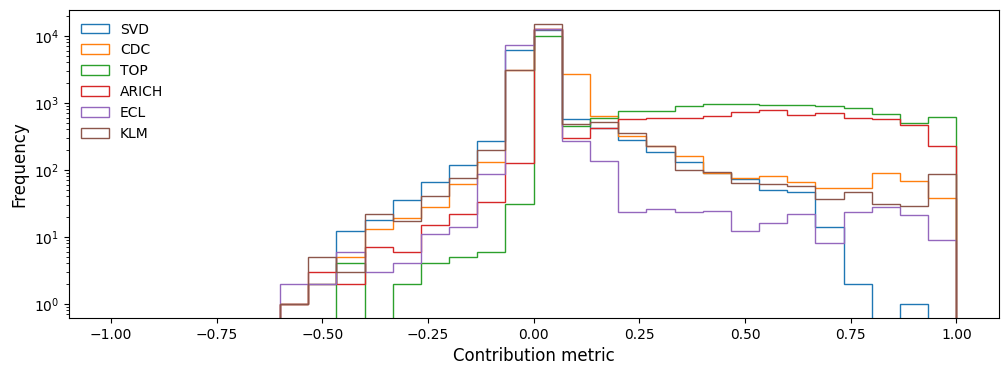 SVD
CDC
TOP
ARICH
ECL
KLM
Frequency
10⁴
10³
10²
10¹
10⁰
−1.00 −0.75 −0.50 −0.25 0.00 0.25 0.50 0.75 1.00
Contribution metric